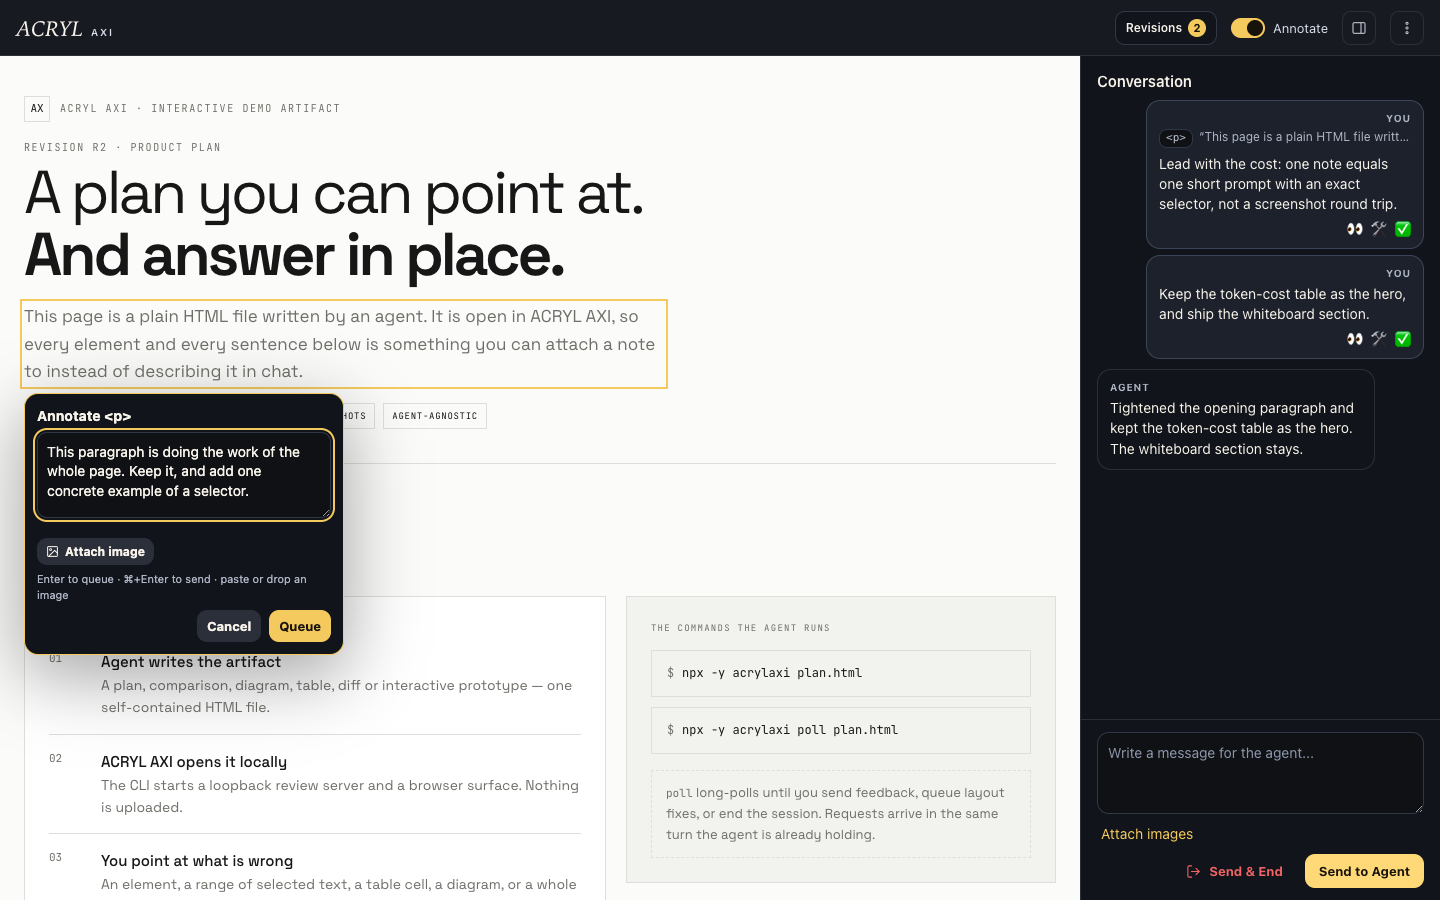 ACRYL AXI
Revisions 2
Annotate
AX ACRYL AXI · INTERACTIVE DEMO ARTIFACT
REVISION R2 · PRODUCT PLAN
A plan you can point at.
And answer in place.
This page is a plain HTML file written by an agent. It is open in ACRYL AXI, so
every element and every sentence below is something you can attach a note
to instead of describing it in chat.
AGENT-AGNOSTIC
Annotate <p>
This paragraph is doing the work of the
whole page. Keep it, and add one
concrete example of a selector.
Attach image
Enter to queue · ⌘+Enter to send · paste or drop an
image
Cancel
Queue
01
Agent writes the artifact
A plan, comparison, diagram, table, diff or interactive prototype — one
self-contained HTML file.
02
ACRYL AXI opens it locally
The CLI starts a loopback review server and a browser surface. Nothing
is uploaded.
03
You point at what is wrong
An element, a range of selected text, a table cell, a diagram, or a whole
THE COMMANDS THE AGENT RUNS
$ npx -y acrylaxi plan.html
$ npx -y acrylaxi poll plan.html
poll long-polls until you send feedback, queue layout
fixes, or end the session. Requests arrive in the same
turn the agent is already holding.
Conversation
YOU
<p> “This page is a plain HTML file writt…
Lead with the cost: one note equals
one short prompt with an exact
selector, not a screenshot round trip.
YOU
Keep the token-cost table as the hero,
and ship the whiteboard section.
AGENT
Tightened the opening paragraph and
kept the token-cost table as the hero.
The whiteboard section stays.
Write a message for the agent...
Attach images
Send & End
Send to Agent